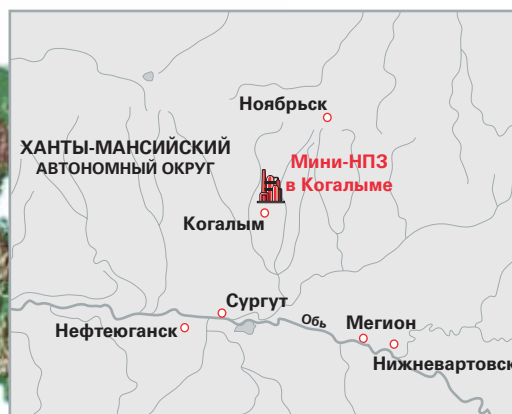 Ноябрьск
ХАНТЫ-МАНСИЙСКИЙ
АВТОНОМНЫЙ ОКРУГ
Мини-НПЗ
в Когалыме
Когалым
Сургут
Нефтеюганск
Обь
Мегион
Нижневартовск